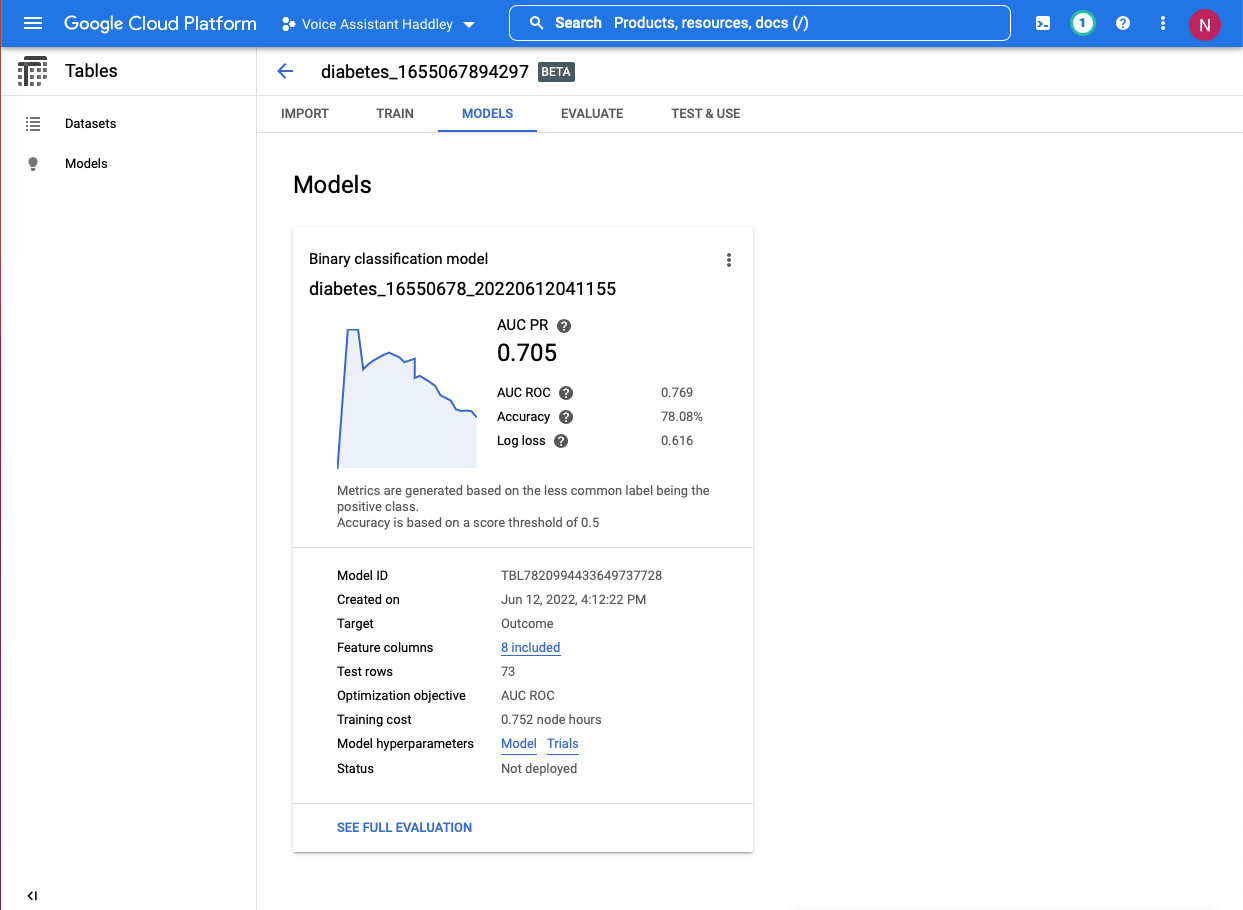 Google Cloud Platform
Voice Assistant Haddley
Search Products, resources, docs (/)
1
N
Tables
diabetes_1655067894297 BETA
Datasets
Models
IMPORT TRAIN MODELS EVALUATE TEST & USE
Models
Binary classification model
diabetes_16550678_20220612041155
AUC PR
0.705
AUC ROC 0.769
Accuracy 78.08%
Log loss 0.616
Metrics are generated based on the less common label being the
positive class.
Accuracy is based on a score threshold of 0.5
Model ID TBL7820994433649737728
Created on Jun 12, 2022, 4:12:22 PM
Target Outcome
Feature columns 8 included
Test rows 73
Optimization objective AUC ROC
Training cost 0.752 node hours
Model hyperparameters Model Trials
Status Not deployed
SEE FULL EVALUATION